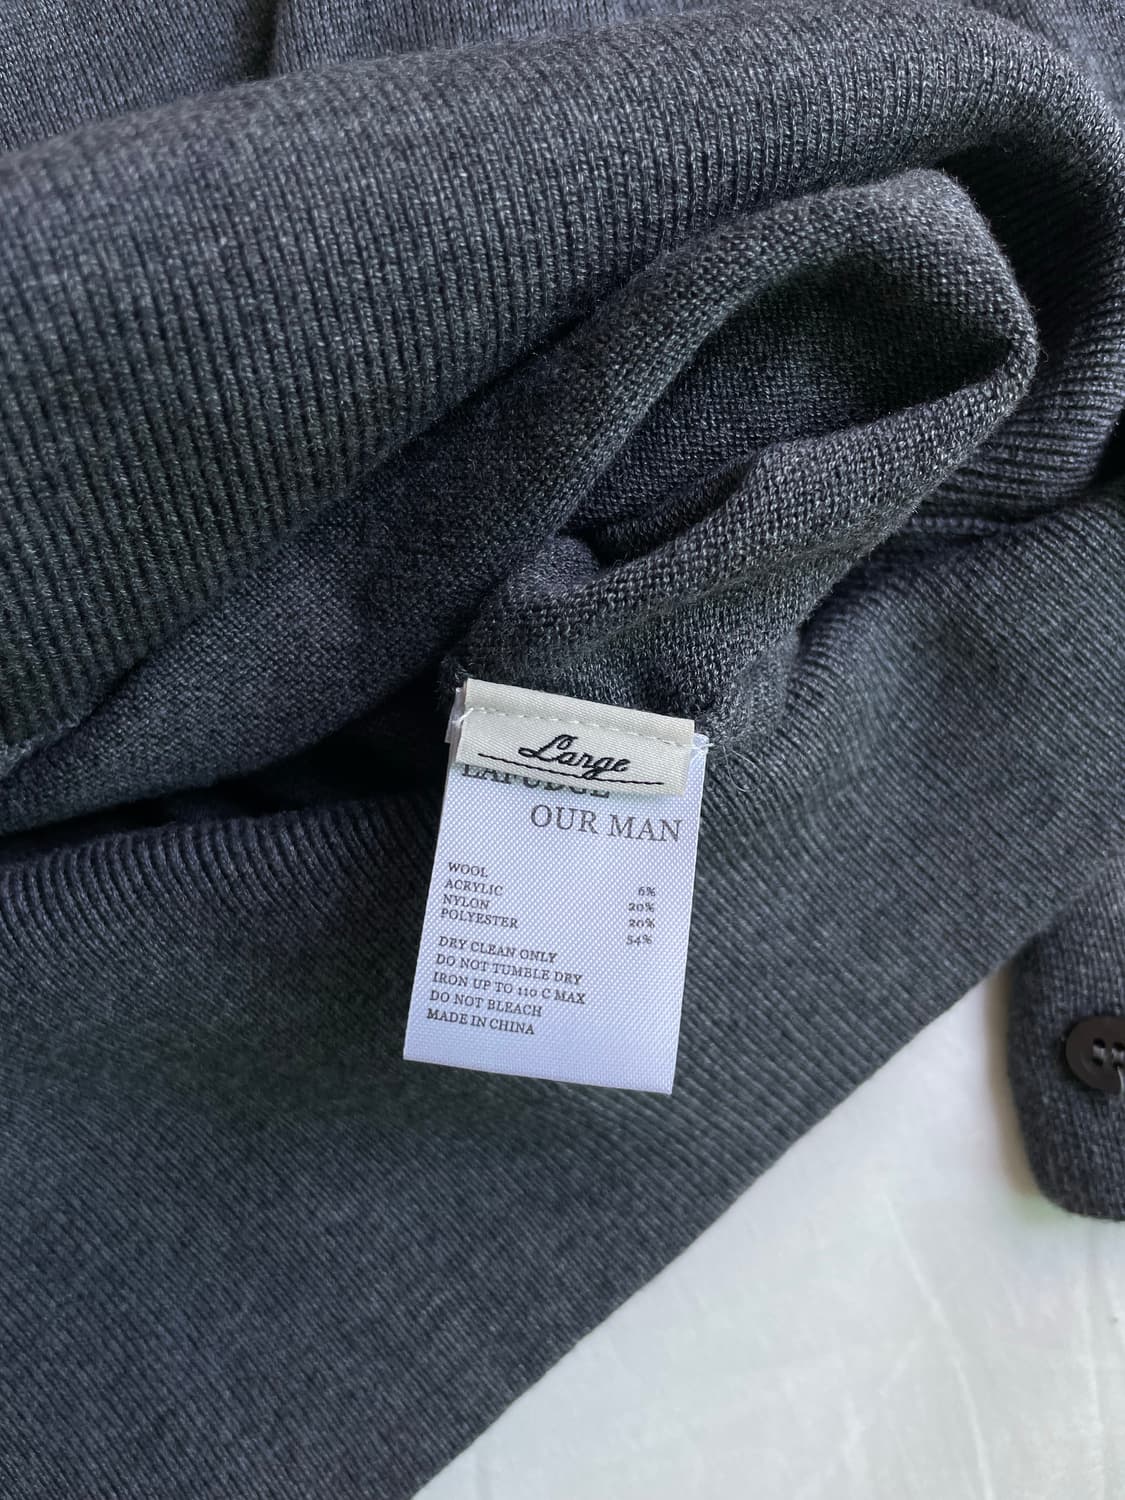 Large
OUR MAN
WOOL 6%
ACRYLIC 20%
NYLON 20%
POLYESTER 54%
DRY CLEAN ONLY
DO NOT TUMBLE DRY
IRON UP TO 110 C MAX
DO NOT BLEACH
MADE IN CHINA